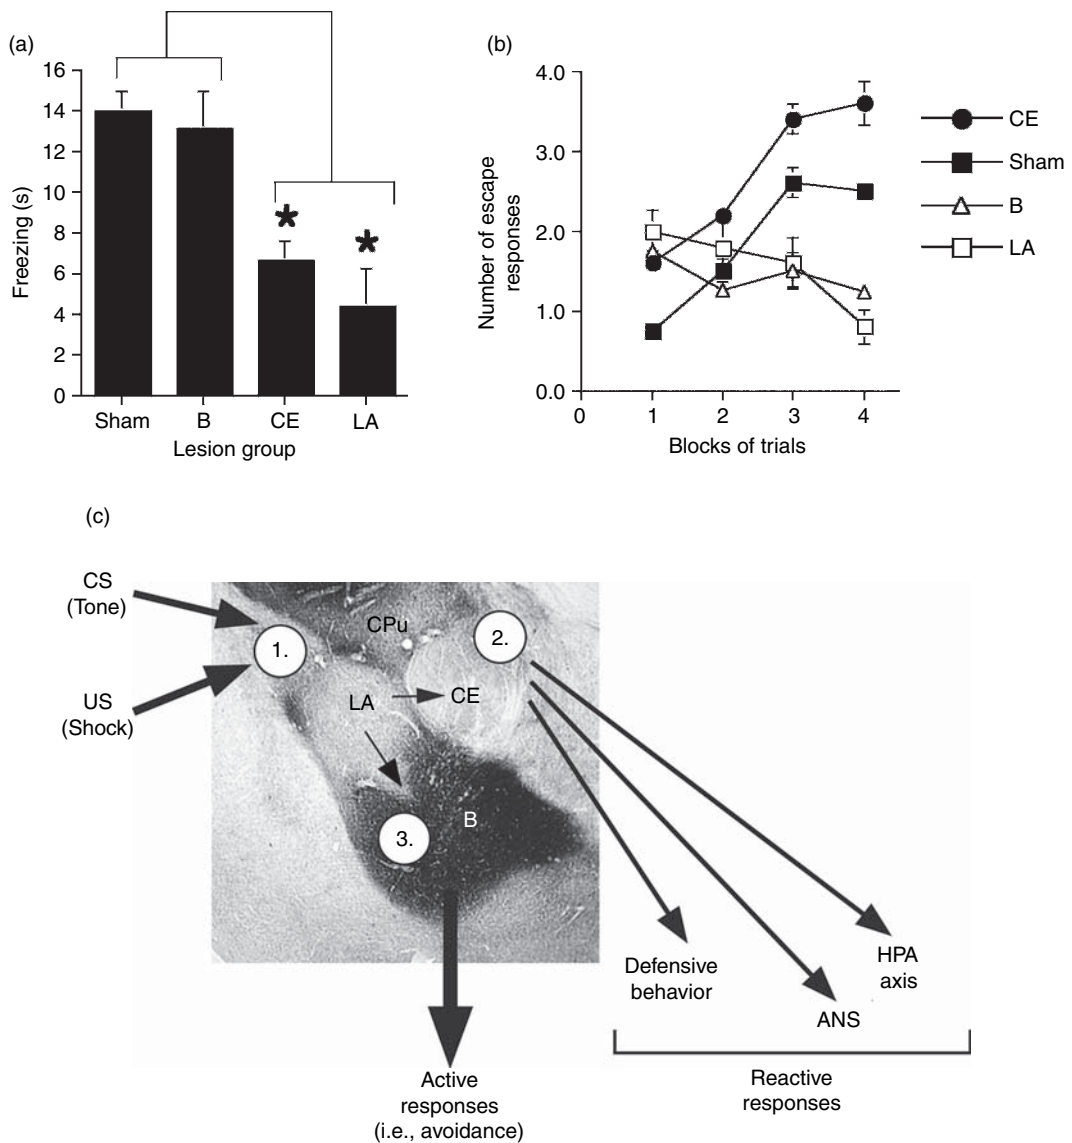 (a)
16
14
12
10
8
6
4
2
0
Freezing (s)
Sham B CE LA
Lesion group
(b)
4.0
3.0
2.0
1.0
0.0
Number of escape
responses
0 1 2 3 4
Blocks of trials
CE
Sham
B
LA
(c)
CS
(Tone)
US
(Shock)
1.
CPu
2.
LA
CE
3.
B
Defensive
behavior
ANS
HPA
axis
Reactive
responses
Active
responses
(i.e., avoidance)